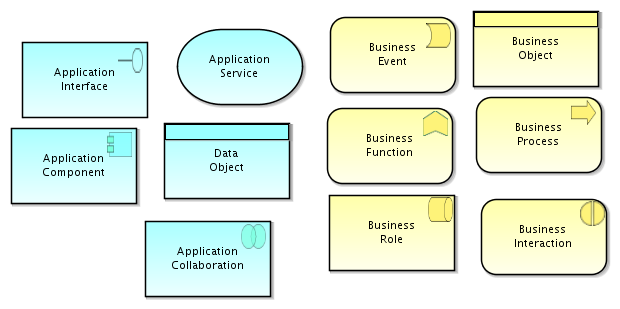 Application
Interface
Application
Service
Business
Event
Business
Object
Application
Component
Data
Object
Business
Function
Business
Process
Application
Collaboration
Business
Role
Business
Interaction